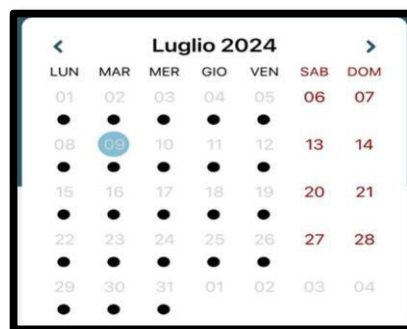 Luglio 2024
LUN MAR MER GIO VEN SAB DOM
01 02 03 04 05 06 07
08 09 10 11 12 13 14
15 16 17 18 19 20 21
22 23 24 25 26 27 28
29 30 31 01 02 03 04